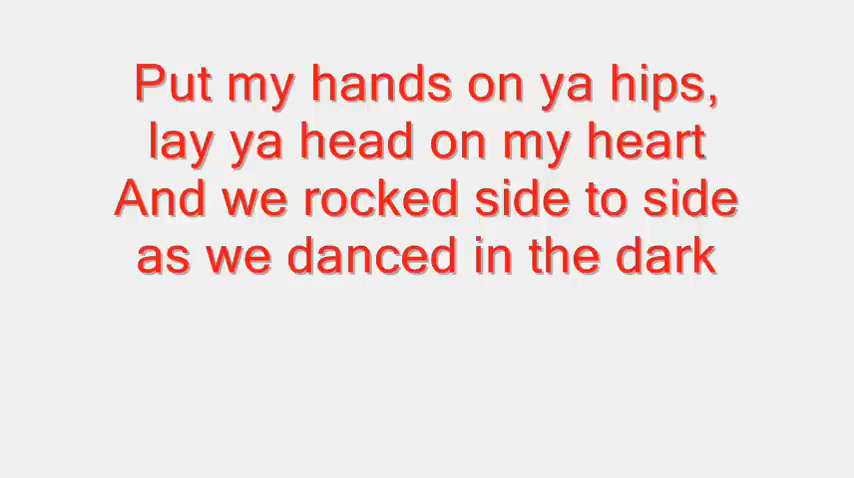 Put my hands on ya hips,
lay ya head on my heart
And we rocked side to side
as we danced in the dark